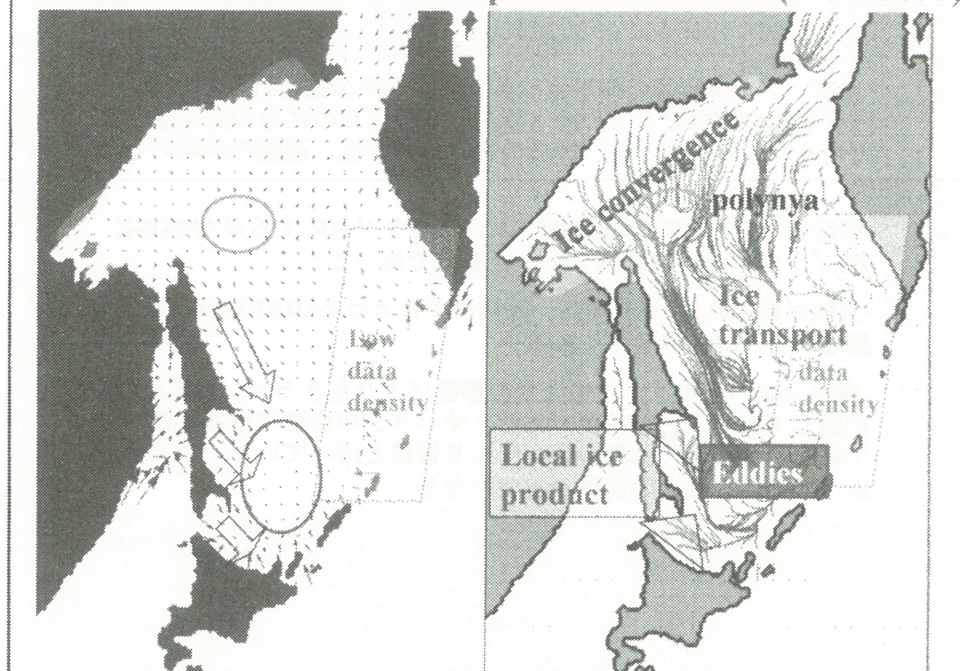 Low
data
density
Ice convergence
polynya
Ice
transport
data
density
Local ice
product
Eddies